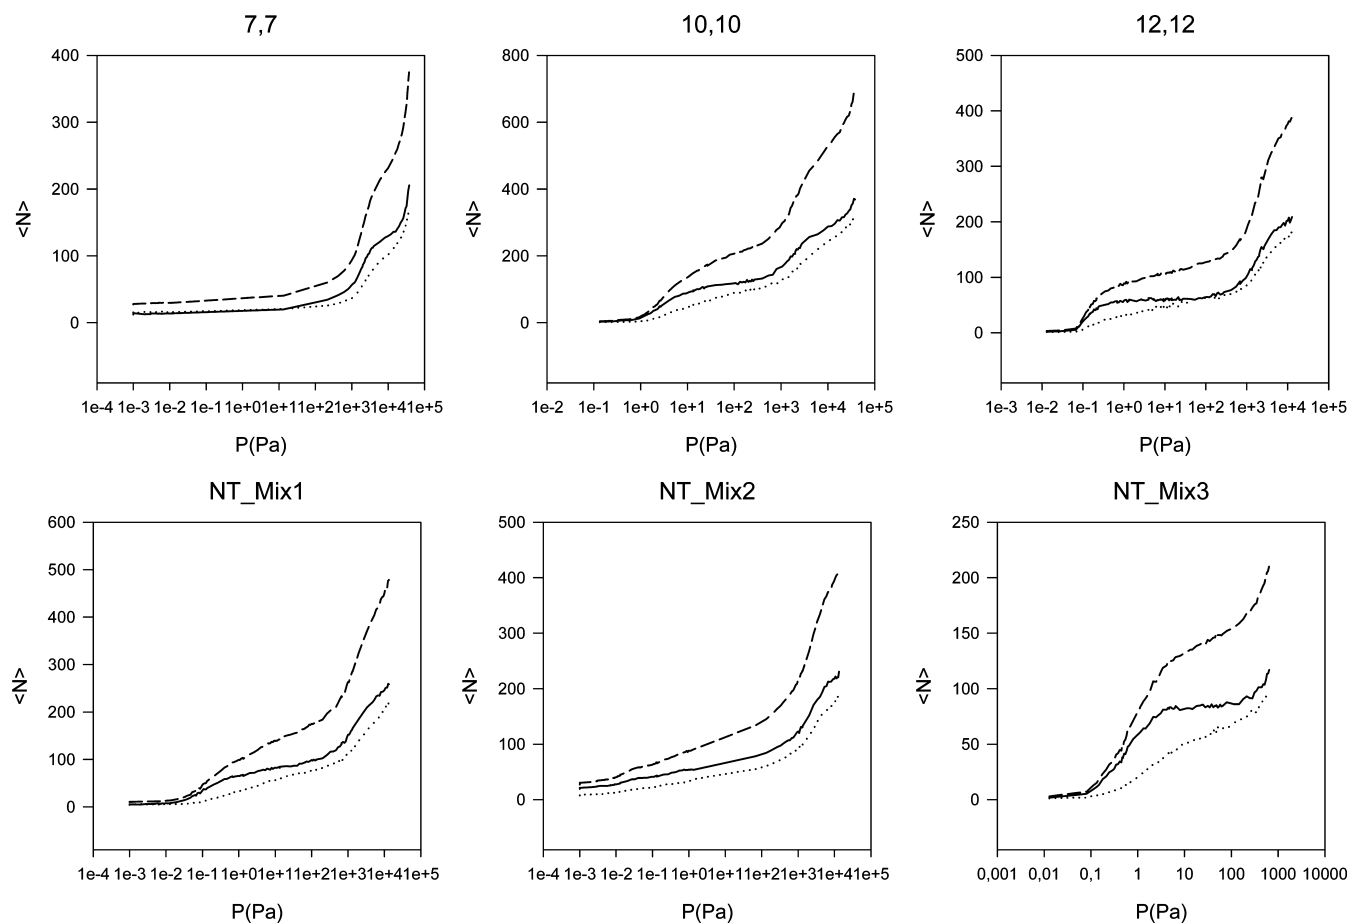 7,7
400
300
200
100
0
<N>
1e-4 1e-3 1e-2 1e-1 1e+0 1e+1 1e+2 1e+3 1e+4 1e+5
P(Pa)
10,10
800
600
400
200
0
<N>
1e-2 1e-1 1e+0 1e+1 1e+2 1e+3 1e+4 1e+5
P(Pa)
12,12
500
400
300
200
100
0
<N>
1e-3 1e-2 1e-1 1e+0 1e+1 1e+2 1e+3 1e+4 1e+5
P(Pa)
NT_Mix1
600
500
400
300
200
100
0
<N>
1e-4 1e-3 1e-2 1e-1 1e+0 1e+1 1e+2 1e+3 1e+4 1e+5
P(Pa)
NT_Mix2
500
400
300
200
100
0
<N>
1e-4 1e-3 1e-2 1e-1 1e+0 1e+1 1e+2 1e+3 1e+4 1e+5
P(Pa)
NT_Mix3
250
200
150
100
50
0
<N>
0,001 0,01 0,1 1 10 100 1000 10000
P(Pa)